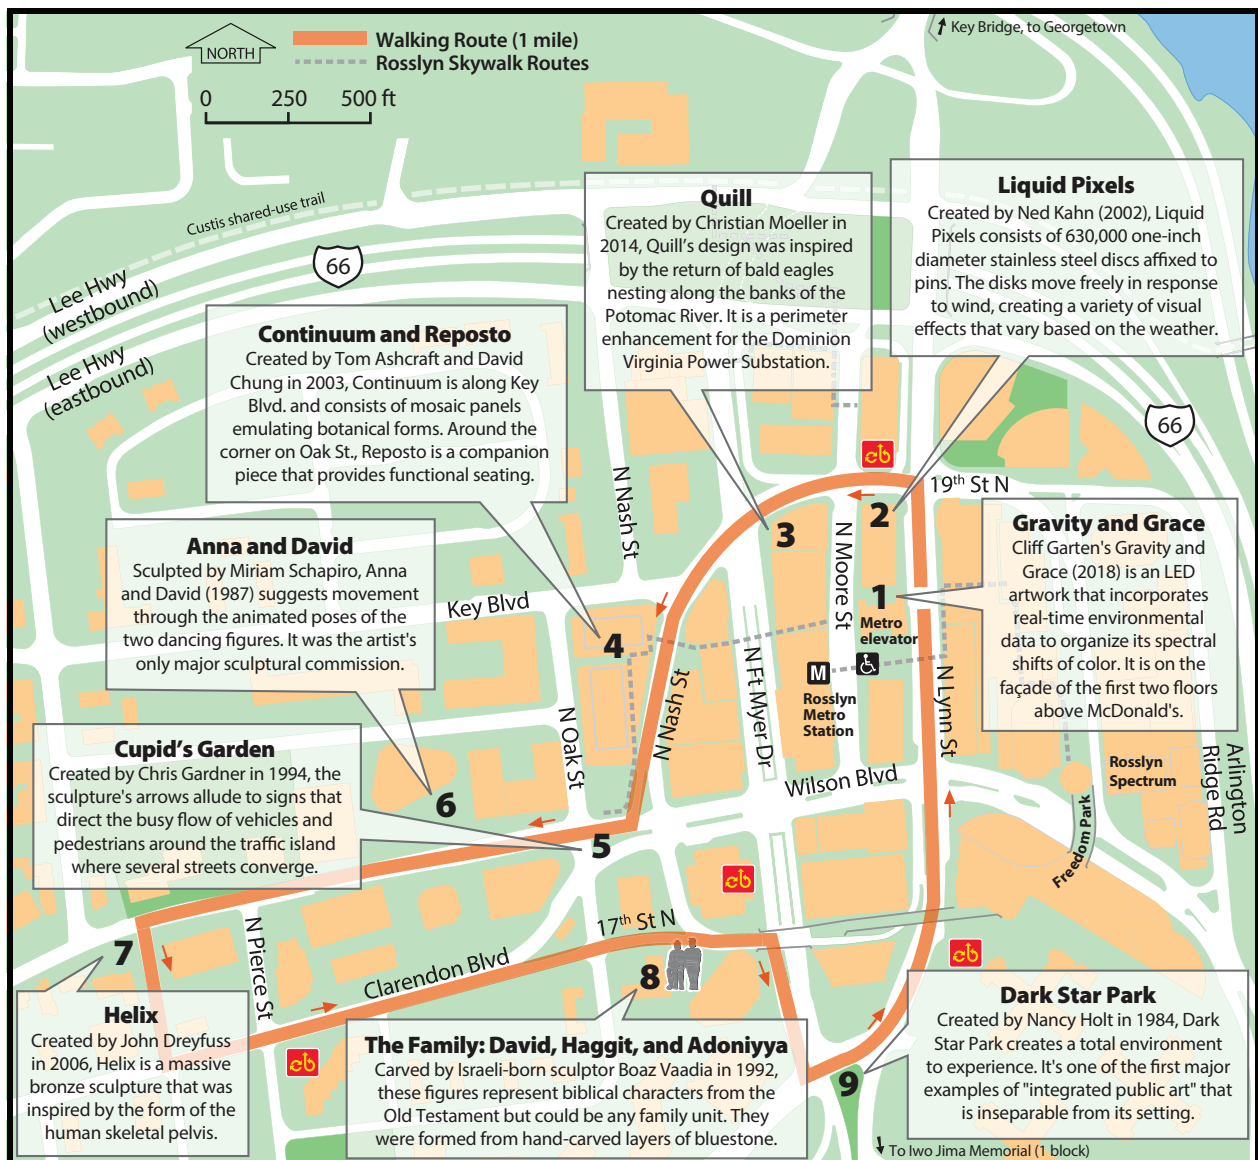 Key Bridge, to Georgetown
NORTH
Walking Route (1 mile)
Rosslyn Skywalk Routes
0 250 500 ft
Custis shared-use trail
66
Lee Hwy
(westbound)
Lee Hwy
(eastbound)
Quill
Created by Christian Moeller in
2014, Quill's design was inspired
by the return of bald eagles
nesting along the banks of the
Potomac River. It is a perimeter
enhancement for the Dominion
Virginia Power Substation.
Liquid Pixels
Created by Ned Kahn (2002), Liquid
Pixels consists of 630,000 one-inch
diameter stainless steel discs affixed to
pins. The disks move freely in response
to wind, creating a variety of visual
effects that vary based on the weather.
Continuum and Reposto
Created by Tom Ashcraft and David
Chung in 2003, Continuum is along Key
Blvd. and consists of mosaic panels
emulating botanical forms. Around the
corner on Oak St., Reposto is a companion
piece that provides functional seating.
66
N Nash St
19th St N
2
3
N Moore St
Gravity and Grace
Cliff Garten's Gravity and
Grace (2018) is an LED
artwork that incorporates
real-time environmental
data to organize its spectral
shifts of color. It is on the
façade of the first two floors
above McDonald's.
Anna and David
Sculpted by Miriam Schapiro, Anna
and David (1987) suggests movement
through the animated poses of the
two dancing figures. It was the artist's
only major sculptural commission.
Key Blvd
1
Metro
elevator
4
M
Rosslyn
Metro
Station
N Ft Myer Dr
N Nash St
N Lynn St
N Oak St
Cupid's Garden
Created by Chris Gardner in 1994, the
sculpture's arrows allude to signs that
direct the busy flow of vehicles and
pedestrians around the traffic island
where several streets converge.
6
5
Wilson Blvd
Rosslyn
Spectrum
Arlington
Ridge Rd
Freedom Park
17th St N
N Pierce St
Clarendon Blvd
7
8
Helix
Created by John Dreyfuss
in 2006, Helix is a massive
bronze sculpture that was
inspired by the form of the
human skeletal pelvis.
The Family: David, Haggit, and Adoniyya
Carved by Israeli-born sculptor Boaz Vaadia in 1992,
these figures represent biblical characters from the
Old Testament but could be any family unit. They
were formed from hand-carved layers of bluestone.
9
Dark Star Park
Created by Nancy Holt in 1984, Dark
Star Park creates a total environment
to experience. It's one of the first major
examples of "integrated public art" that
is inseparable from its setting.
To Iwo Jima Memorial (1 block)
cb
cb
cb
cb